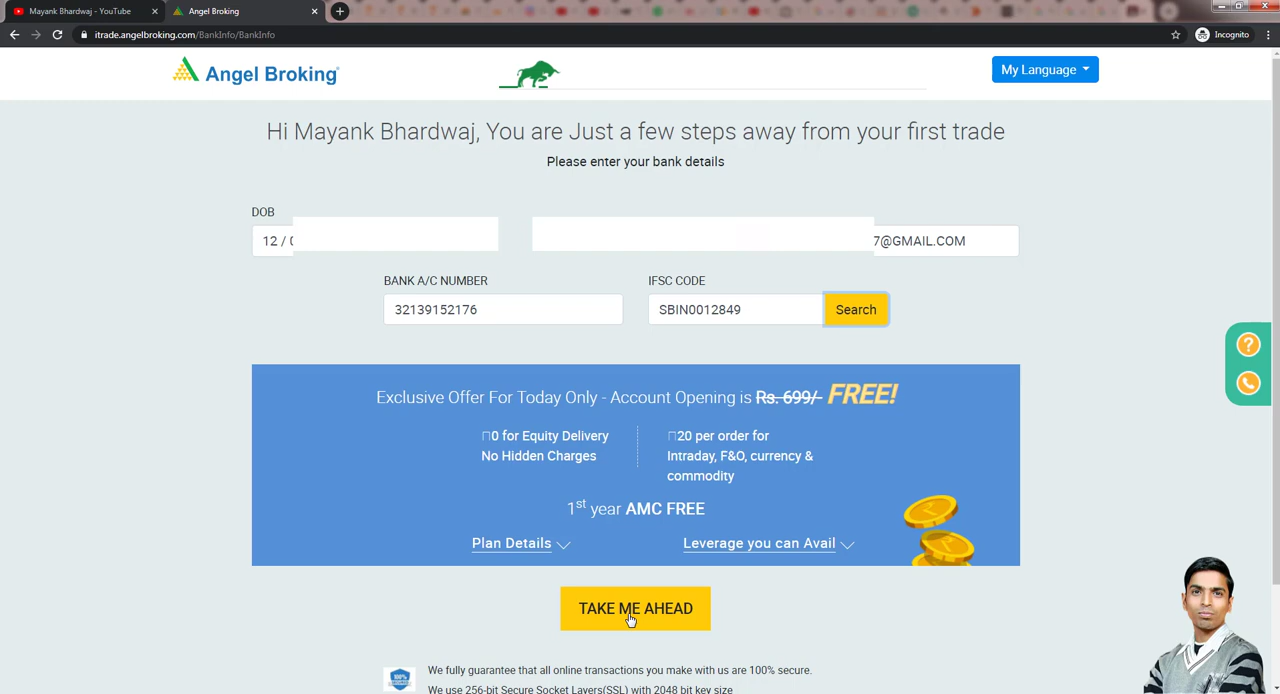 Mayank Bhardwaj - YouTube
Angel Broking
itrade.angelbroking.com/BankInfo/BankInfo
Incognito
Angel Broking
My Language
Hi Mayank Bhardwaj, You are Just a few steps away from your first trade
Please enter your bank details
DOB
12 / 0
7@GMAIL.COM
BANK A/C NUMBER
IFSC CODE
32139152176
SBIN0012849
Search
Exclusive Offer For Today Only - Account Opening is Rs. 699/- FREE!
0 for Equity Delivery
No Hidden Charges
20 per order for
Intraday, F&O, currency &
commodity
1st year AMC FREE
Plan Details
Leverage you can Avail
TAKE ME AHEAD
We fully guarantee that all online transactions you make with us are 100% secure.
We use 256-bit Secure Socket Layers(SSL) with 2048 bit key size